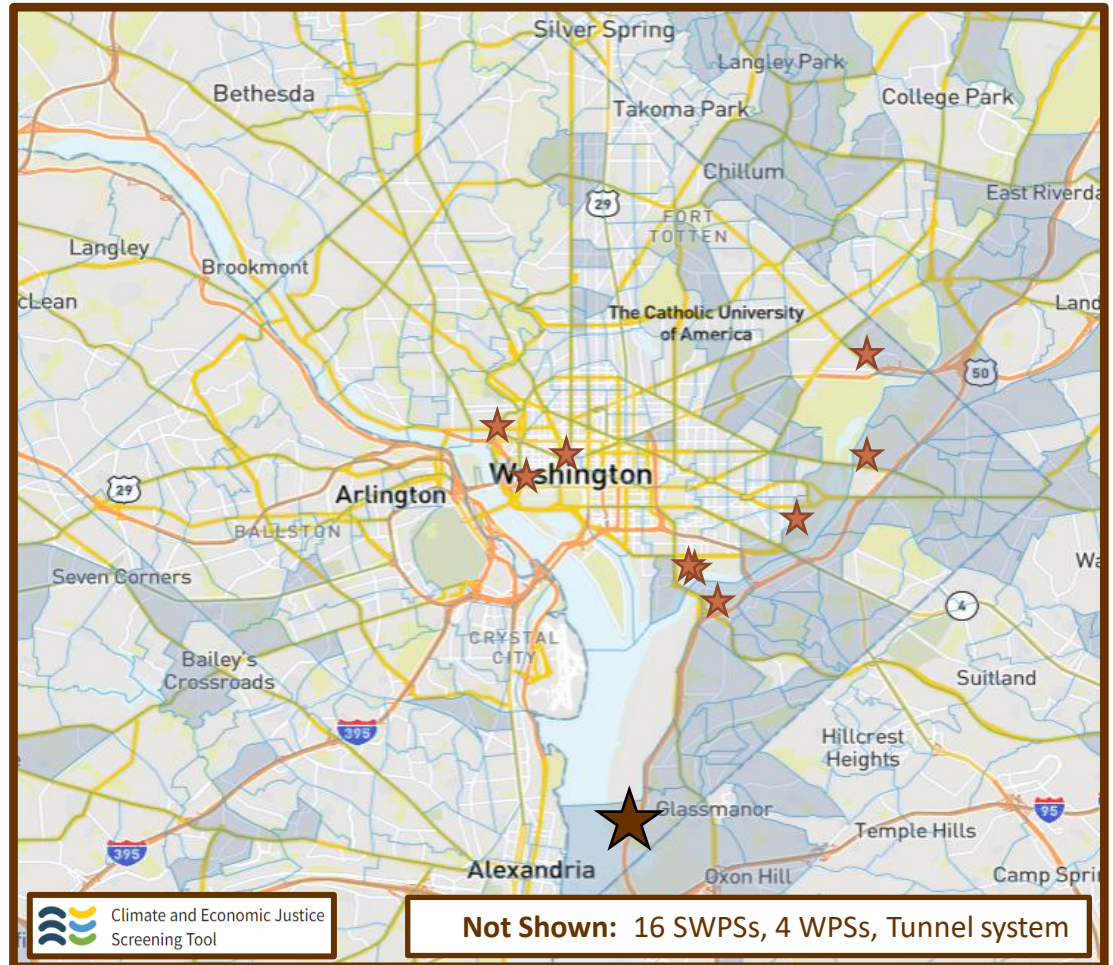 Silver Spring
Langley Park
Bethesda
College Park
Takoma Park
Chillum
East Riverda
29
FORT
TOTTEN
Langley
Brookmont
cLean
Land
The Catholic University
of America
50
Washington
29
Arlington
BALLSTON
Wa
Seven Corners
4
CRYSTAL
CITY
Bailey's
Crossroads
Suitland
395
Hillcrest
Heights
Glassmanor
95
Temple Hills
395
Alexandria
Oxon Hill
Camp Spri
Climate and Economic Justice
Screening Tool
Not Shown: 16 SWPSs, 4 WPSs, Tunnel system